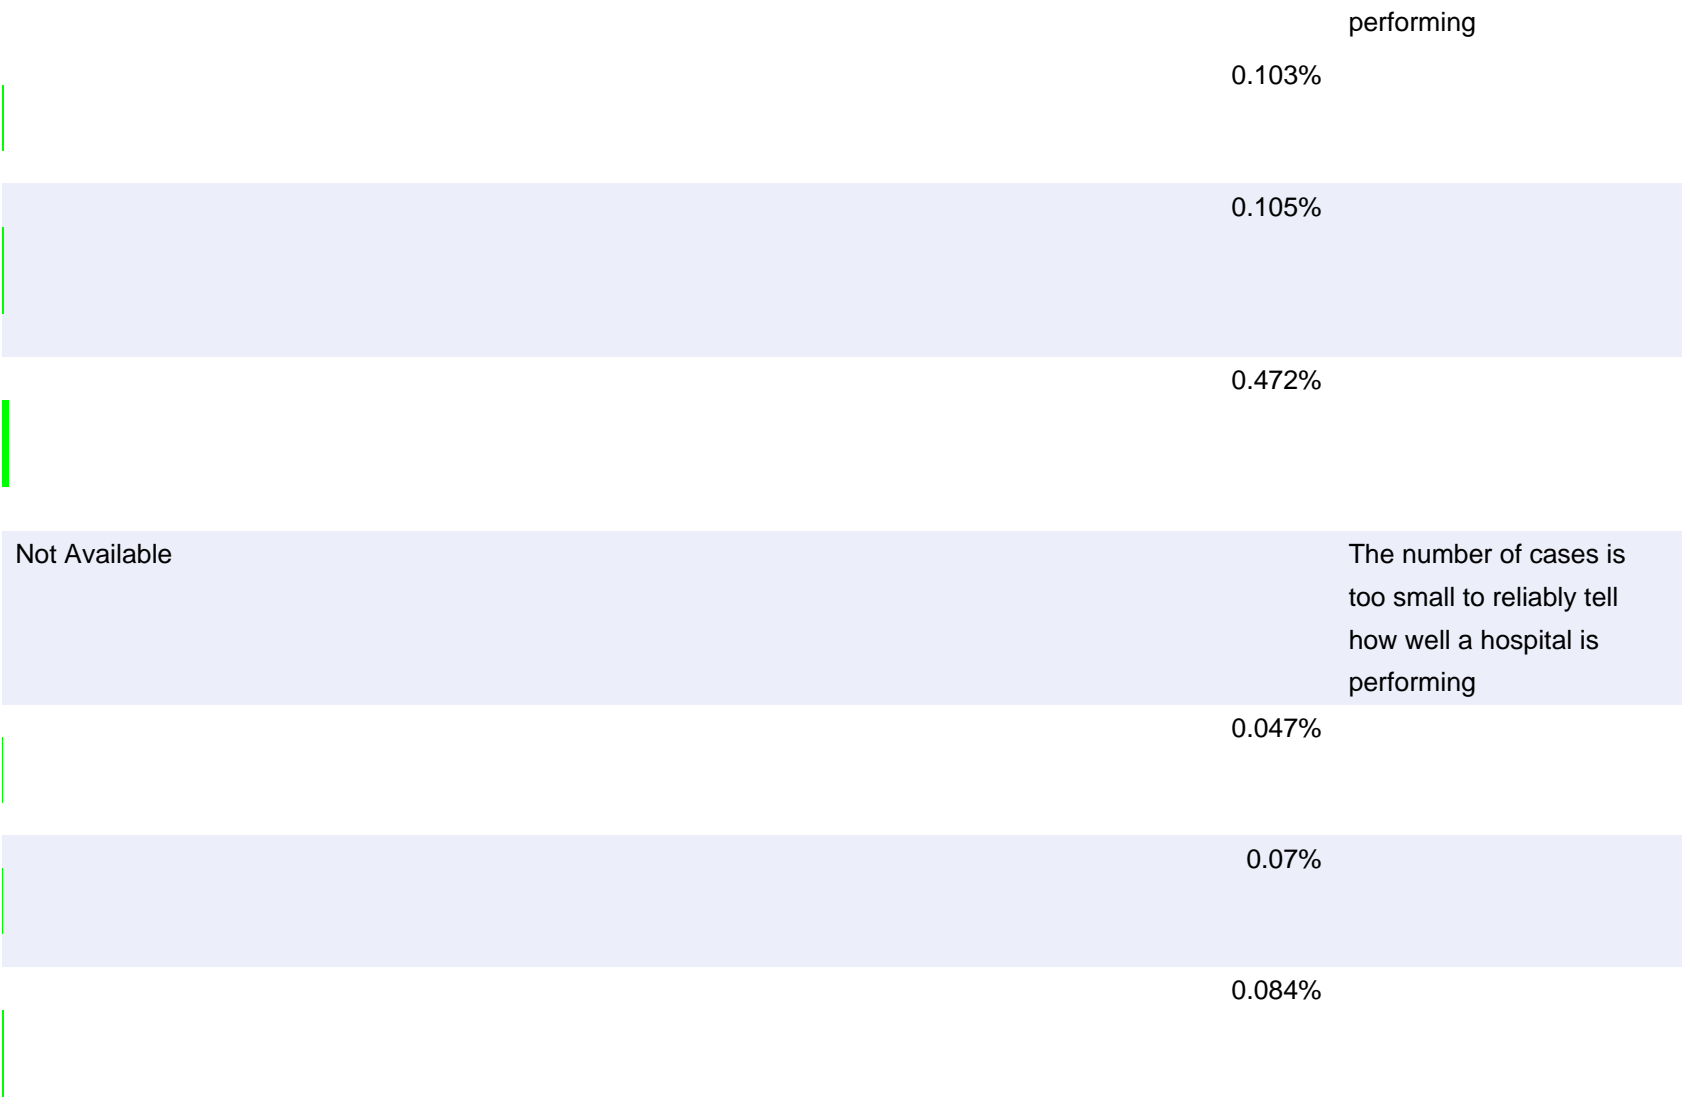 performing
0.103%
0.105%
0.472%
Not Available
The number of cases is
too small to reliably tell
how well a hospital is
performing
0.047%
0.07%
0.084%